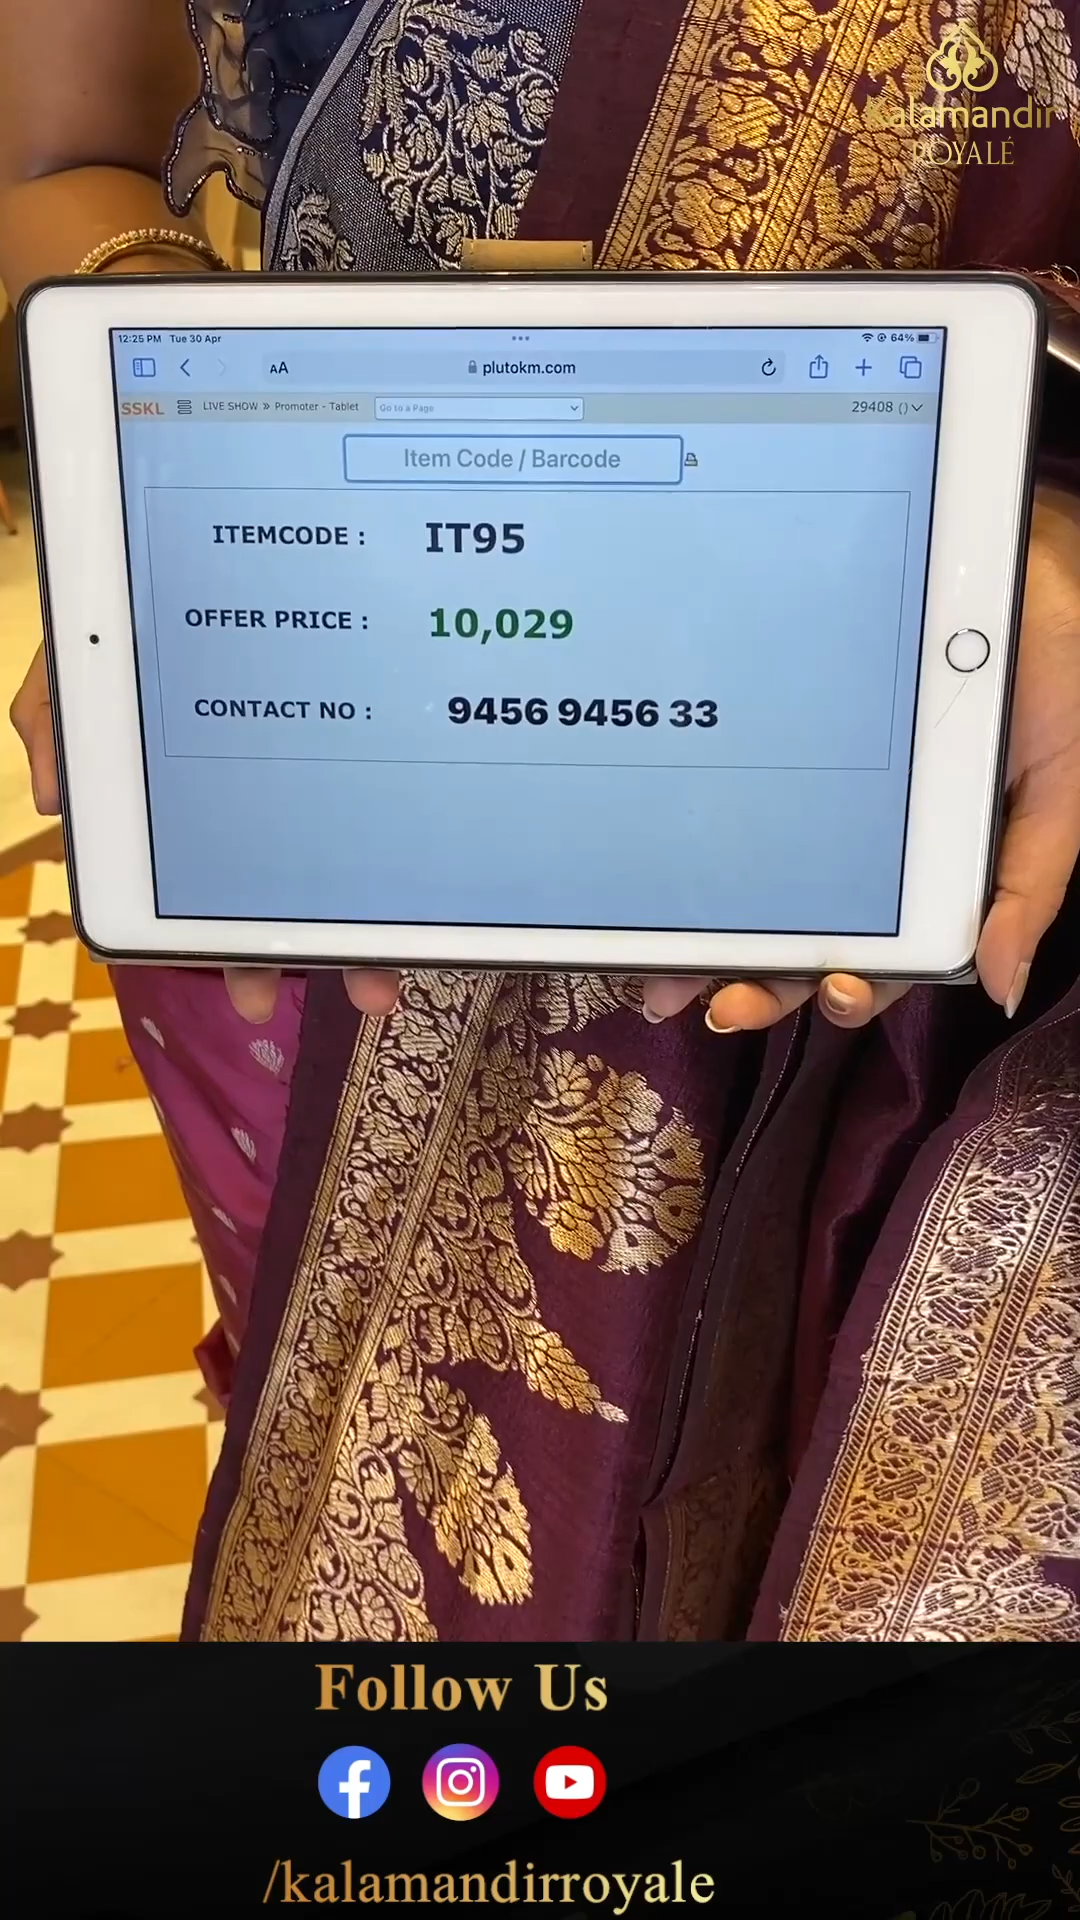 Kalamandir
ROYALÉ
12:25 PM Tue 30 Apr
64%
AA
plutokm.com
SSKL
LIVE SHOW » Promoter - Tablet
Go to a Page
29408 ()
Item Code / Barcode
ITEMCODE : IT95
OFFER PRICE : 10,029
CONTACT NO : 9456 9456 33
Follow Us
/kalamandirroyale